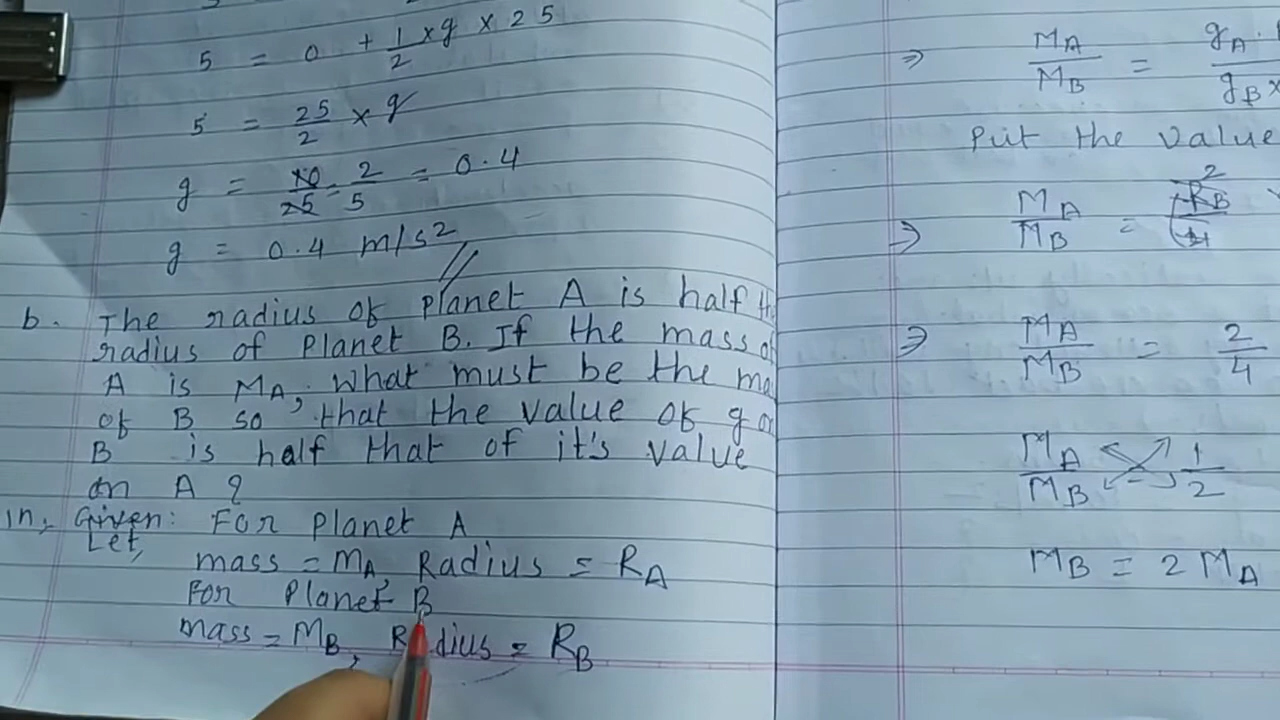 5 = 0 + 1/2 × g × 25
5 = 25/2 × g
g = 10/25 = 2/5 = 0.4
g = 0.4 m/s²
b. The radius of planet A is half
radius of planet B. If the mass of
A is MA, what must be the
of B so that the value of g
B is half that of it's value
on A ?
Given: For planet A
Let,
mass = MA, Radius = RA
For Planet B
mass = MB, Radius = RB
⇒ MA/MB = gA ·
gB ×
Put the value
⇒ MA/MB =
⇒ MA/MB = 2/4
MA/MB 1/2
MB = 2 MA